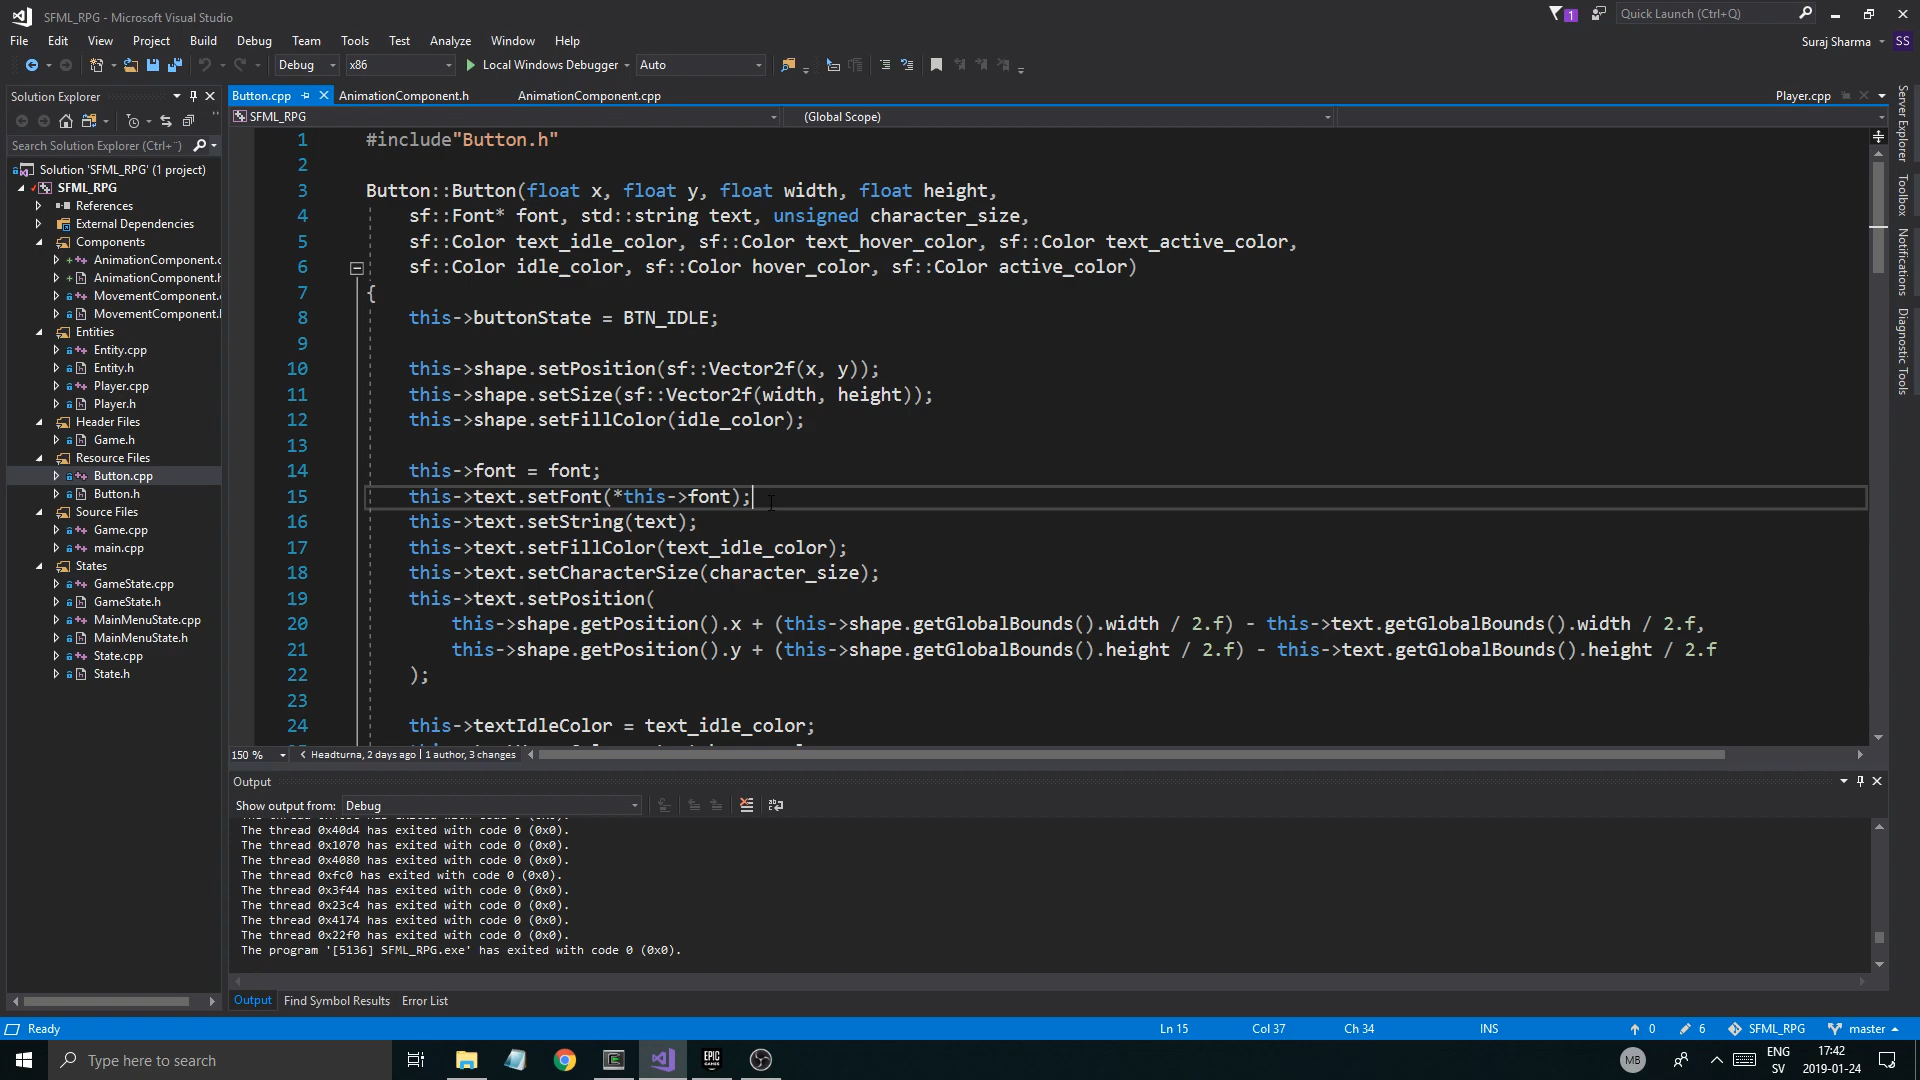 SFML_RPG - Microsoft Visual Studio
1
Quick Launch (Ctrl+Q)
File Edit View Project Build Debug Team Tools Test Analyze Window Help
Suraj Sharma SS
Debug x86 Local Windows Debugger Auto
Solution Explorer
Button.cpp AnimationComponent.h AnimationComponent.cpp Player.cpp
SFML_RPG (Global Scope)
Search Solution Explorer (Ctrl+¨)
Solution 'SFML_RPG' (1 project)
SFML_RPG
References
External Dependencies
Components
AnimationComponent.c
AnimationComponent.h
MovementComponent.
MovementComponent.
Entities
Entity.cpp
Entity.h
Player.cpp
Player.h
Header Files
Game.h
Resource Files
Button.cpp
Button.h
Source Files
Game.cpp
main.cpp
States
GameState.cpp
GameState.h
MainMenuState.cpp
MainMenuState.h
State.cpp
State.h
1 #include"Button.h"
2
3 Button::Button(float x, float y, float width, float height,
4 sf::Font* font, std::string text, unsigned character_size,
5 sf::Color text_idle_color, sf::Color text_hover_color, sf::Color text_active_color,
6 sf::Color idle_color, sf::Color hover_color, sf::Color active_color)
7 {
8 this->buttonState = BTN_IDLE;
9
10 this->shape.setPosition(sf::Vector2f(x, y));
11 this->shape.setSize(sf::Vector2f(width, height));
12 this->shape.setFillColor(idle_color);
13
14 this->font = font;
15 this->text.setFont(*this->font);
16 this->text.setString(text);
17 this->text.setFillColor(text_idle_color);
18 this->text.setCharacterSize(character_size);
19 this->text.setPosition(
20 this->shape.getPosition().x + (this->shape.getGlobalBounds().width / 2.f) - this->text.getGlobalBounds().width / 2.f,
21 this->shape.getPosition().y + (this->shape.getGlobalBounds().height / 2.f) - this->text.getGlobalBounds().height / 2.f
22 );
23
24 this->textIdleColor = text_idle_color;
150 % Headturna, 2 days ago | 1 author, 3 changes
Server Explorer
Toolbox
Notifications
Diagnostic Tools
Output
Show output from: Debug
The thread 0x40d4 has exited with code 0 (0x0).
The thread 0x1070 has exited with code 0 (0x0).
The thread 0x4080 has exited with code 0 (0x0).
The thread 0xfc0 has exited with code 0 (0x0).
The thread 0x3f44 has exited with code 0 (0x0).
The thread 0x23c4 has exited with code 0 (0x0).
The thread 0x4174 has exited with code 0 (0x0).
The thread 0x22f0 has exited with code 0 (0x0).
The program '[5136] SFML_RPG.exe' has exited with code 0 (0x0).
Output Find Symbol Results Error List
Ready Ln 15 Col 37 Ch 34 INS 0 6 SFML_RPG master
Type here to search
EPIC GAMES
MB
ENG
SV
17:42
2019-01-24